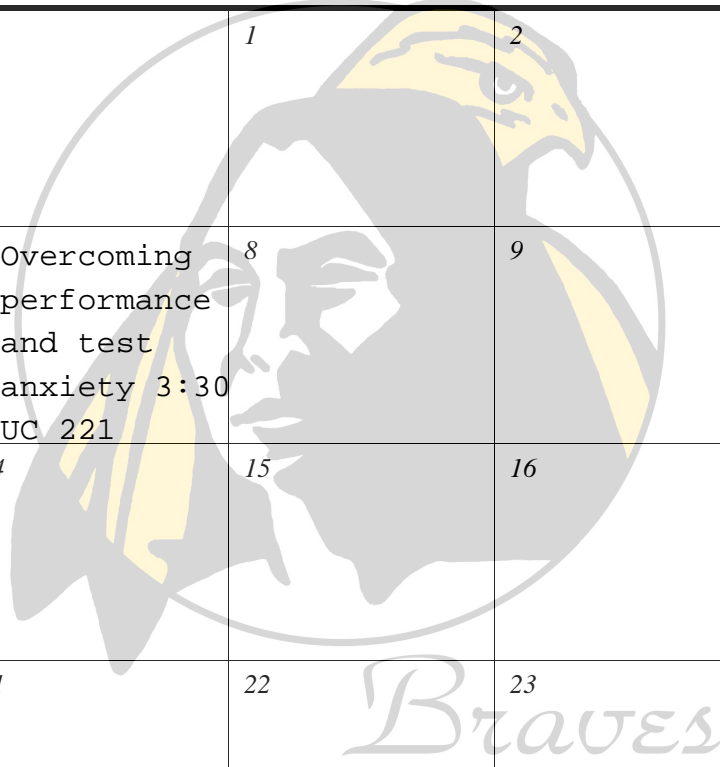 1
2
Overcoming
performance
and test
anxiety 3:30
UC 221
8
9
15
16
22
23
Braves